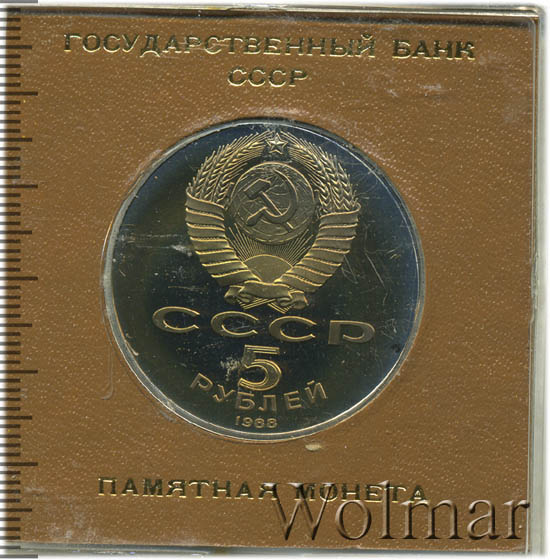 ГОСУДАРСТВЕННЫЙ БАНК
СССР
СССР
5
РУБЛЕЙ
1988
ПАМЯТНАЯ МОНЕТА
Wolmar